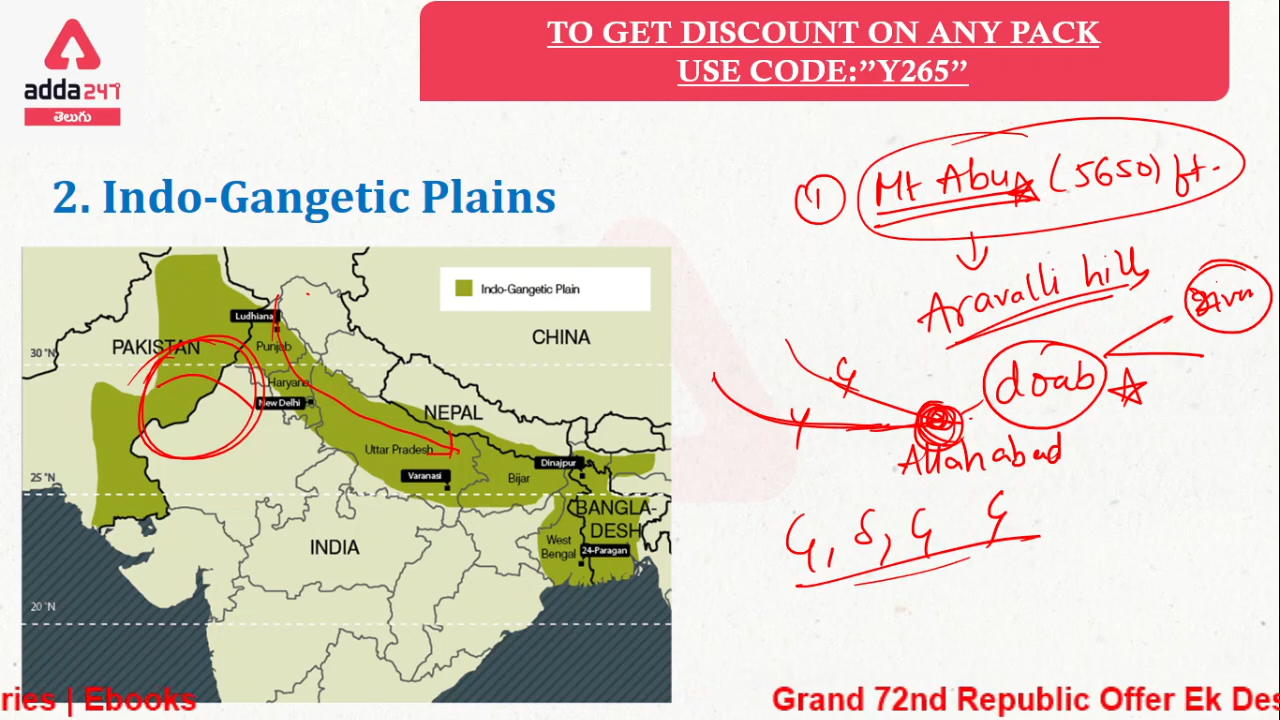 TO GET DISCOUNT ON ANY PACK
USE CODE:”Y265”
adda247
తెలుగు
2. Indo-Gangetic Plains
① Mt Abu (5650) ft.
Aravalli hills
doab
G
Y
Allahabad
G, S, G G
Indo-Gangetic Plain
Ludhiana
PAKISTAN
Punjab
CHINA
30 °N
Haryana
New Delhi
NEPAL
Uttar Pradesh
Dinajpur
25 °N
Varanasi
Bijar
BANGLA-
DESH
INDIA
West
Bengal
24-Paragan
20 °N
ries | Ebooks
Grand 72nd Republic Offer Ek Des